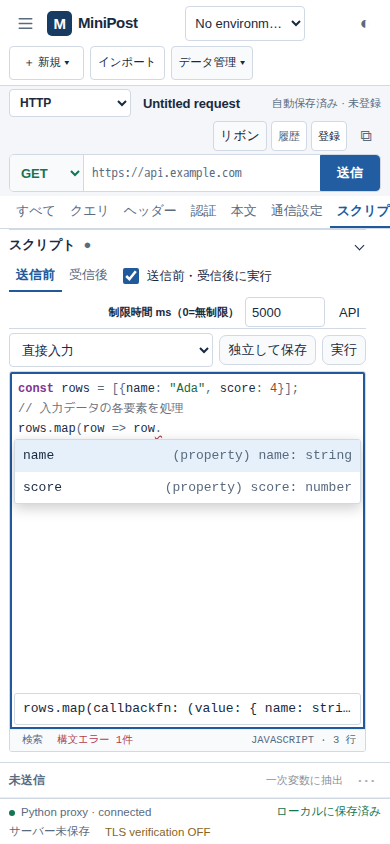 M MiniPost No environm…
＋ 新規 ▾ インポート データ管理 ▾
HTTP Untitled request 自動保存済み · 未登録
リボン 履歴 登録
GET https://api.example.com 送信
すべて クエリ ヘッダー 認証 本文 通信設定 スクリプ
スクリプト
送信前 受信後 送信前・受信後に実行
制限時間 ms（0=無制限） 5000 API
直接入力 独立して保存 実行
const rows = [{name: "Ada", score: 4}];
// 入力データの各要素を処理
rows.map(row => row.
name (property) name: string
score (property) score: number
rows.map(callbackfn: (value: { name: stri…
検索 構文エラー 1件 JAVASCRIPT · 3 行
未送信 一次変数に抽出 ···
Python proxy · connected ローカルに保存済み
サーバー未保存 TLS verification OFF